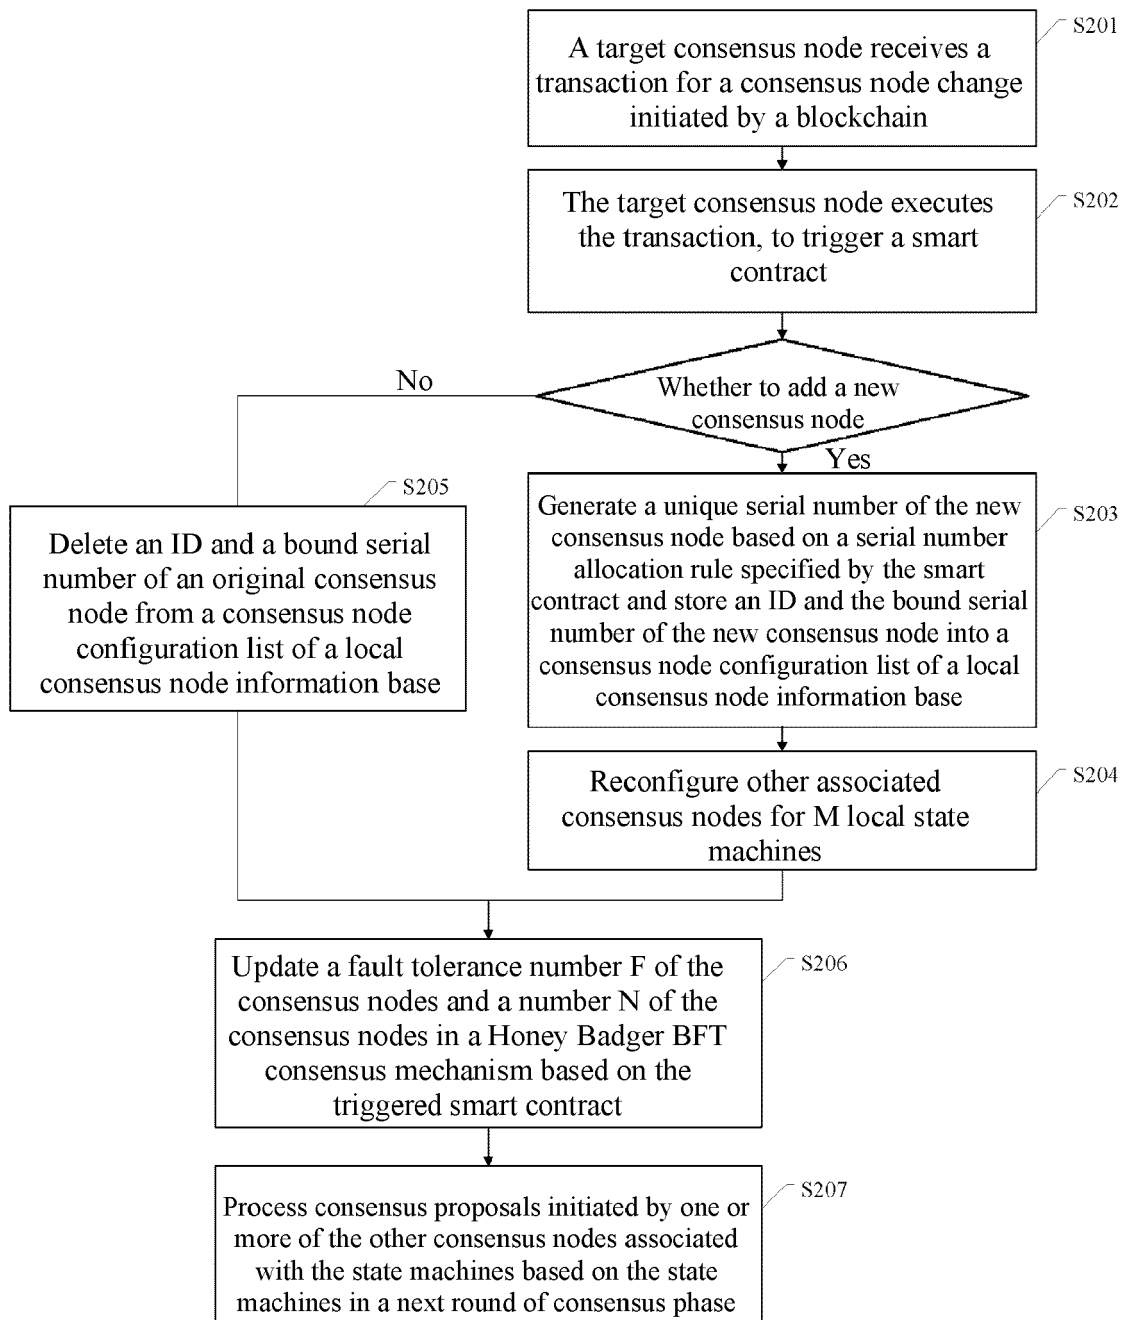 S201
A target consensus node receives a
transaction for a consensus node change
initiated by a blockchain
S202
The target consensus node executes
the transaction, to trigger a smart
contract
No
Whether to add a new
consensus node
Yes
S205
Delete an ID and a bound serial
number of an original consensus
node from a consensus node
configuration list of a local
consensus node information base
S203
Generate a unique serial number of the new
consensus node based on a serial number
allocation rule specified by the smart
contract and store an ID and the bound serial
number of the new consensus node into a
consensus node configuration list of a local
consensus node information base
S204
Reconfigure other associated
consensus nodes for M local state
machines
S206
Update a fault tolerance number F of the
consensus nodes and a number N of the
consensus nodes in a Honey Badger BFT
consensus mechanism based on the
triggered smart contract
S207
Process consensus proposals initiated by one or
more of the other consensus nodes associated
with the state machines based on the state
machines in a next round of consensus phase